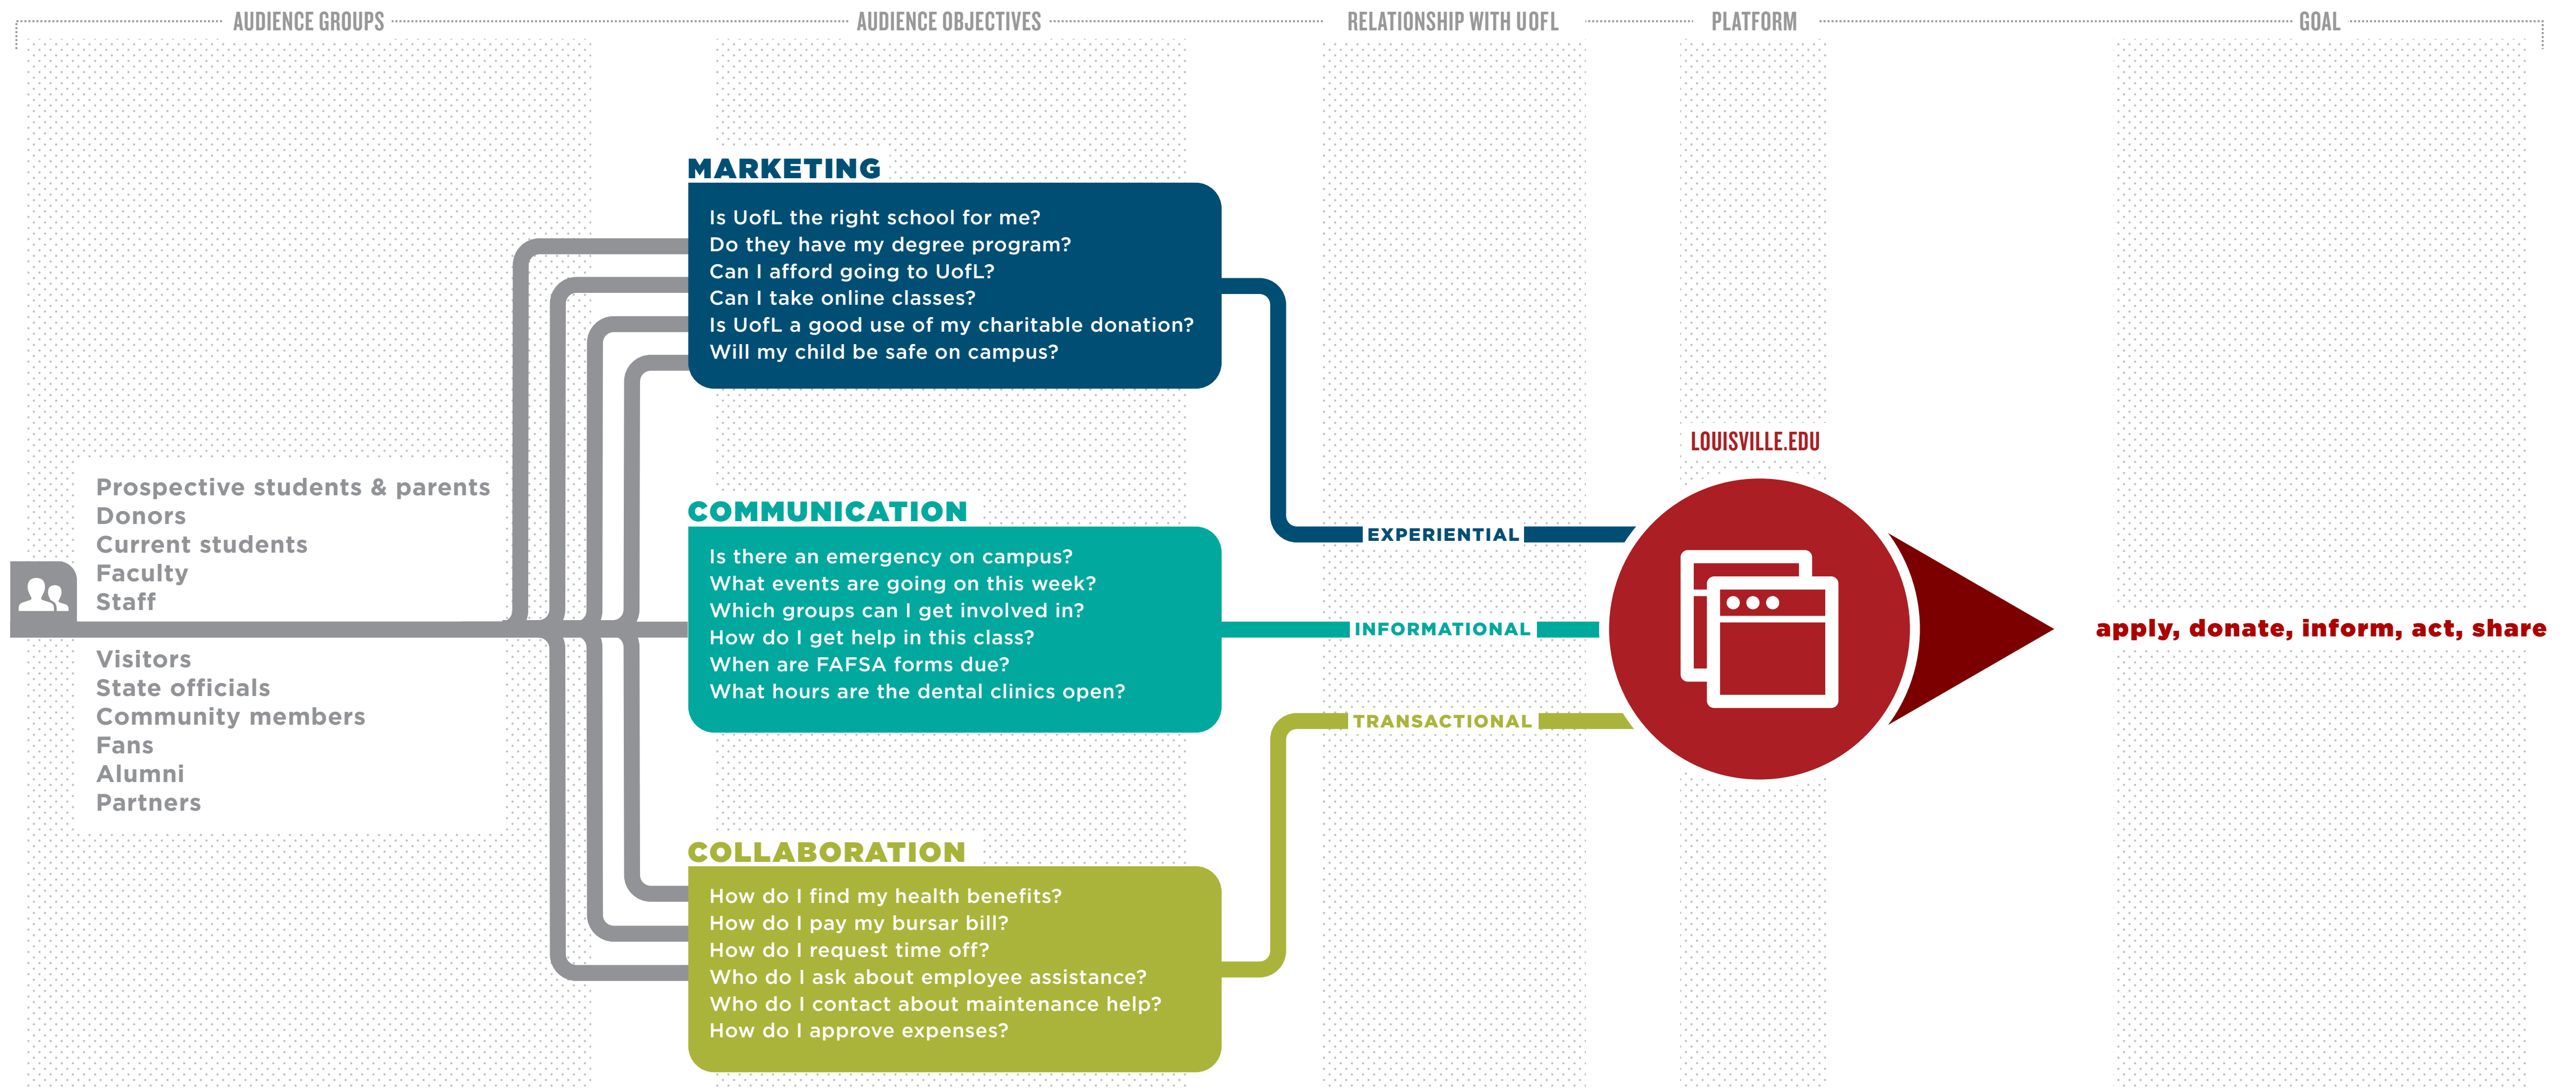 AUDIENCE GROUPS
AUDIENCE OBJECTIVES
RELATIONSHIP WITH UOFL
PLATFORM
GOAL
Prospective students & parents
Donors
Current students
Faculty
Staff
Visitors
State officials
Community members
Fans
Alumni
Partners
MARKETING
Is UofL the right school for me?
Do they have my degree program?
Can I afford going to UofL?
Can I take online classes?
Is UofL a good use of my charitable donation?
Will my child be safe on campus?
COMMUNICATION
Is there an emergency on campus?
What events are going on this week?
Which groups can I get involved in?
How do I get help in this class?
When are FAFSA forms due?
What hours are the dental clinics open?
COLLABORATION
How do I find my health benefits?
How do I pay my bursar bill?
How do I request time off?
Who do I ask about employee assistance?
Who do I contact about maintenance help?
How do I approve expenses?
EXPERIENTIAL
INFORMATIONAL
TRANSACTIONAL
LOUISVILLE.EDU
apply, donate, inform, act, share